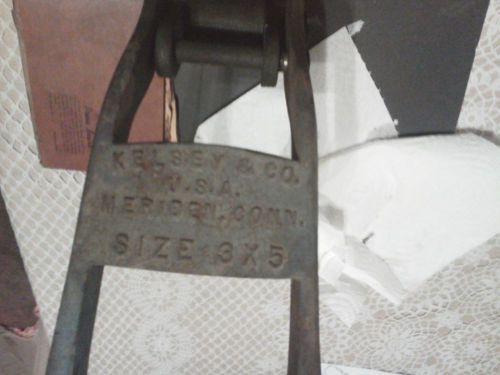 KELSEY & CO.
U.S.A.
MERIDEN, CONN.
SIZE 3X5